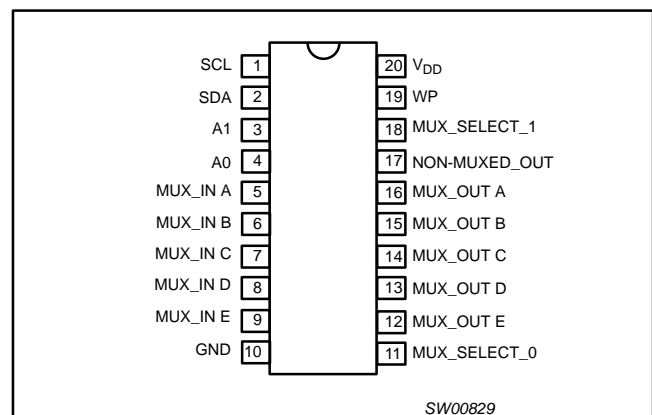 SCL 1 20 VDD
SDA 2 19 WP
A1 3 18 MUX_SELECT_1
A0 4 17 NON-MUXED_OUT
MUX_IN A 5 16 MUX_OUT A
MUX_IN B 6 15 MUX_OUT B
MUX_IN C 7 14 MUX_OUT C
MUX_IN D 8 13 MUX_OUT D
MUX_IN E 9 12 MUX_OUT E
GND 10 11 MUX_SELECT_0
SW00829